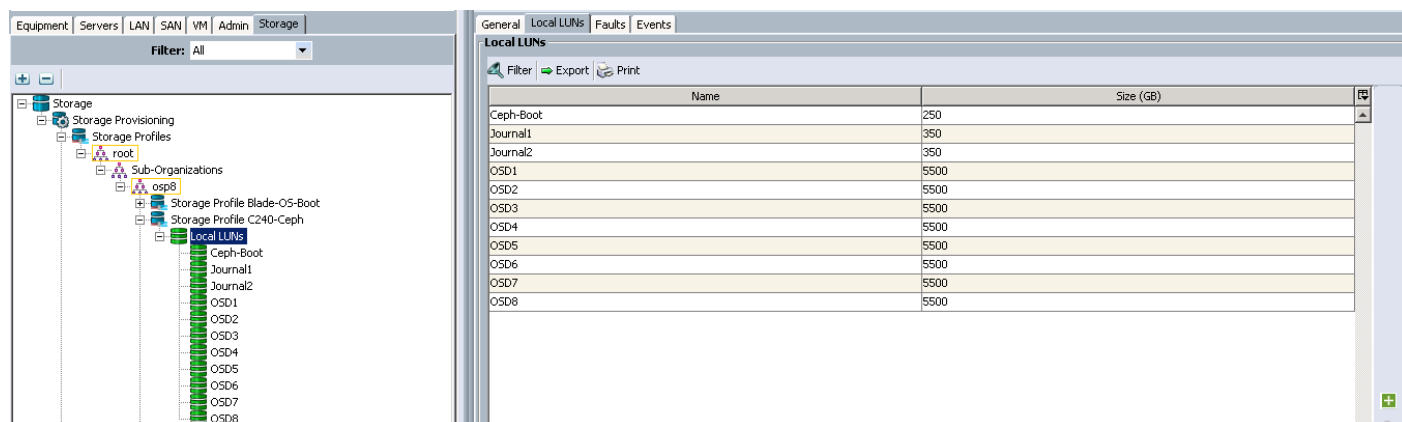 Equipment Servers LAN SAN VM Admin Storage
Filter: All
Storage
Storage Provisioning
Storage Profiles
root
Sub-Organizations
osp8
Storage Profile Blade-OS-Boot
Storage Profile C240-Ceph
Local LUNs
Ceph-Boot
Journal1
Journal2
OSD1
OSD2
OSD3
OSD4
OSD5
OSD6
OSD7
OSD8
General Local LUNs Faults Events
Local LUNs
Filter Export Print
Name Size (GB)
Ceph-Boot 250
Journal1 350
Journal2 350
OSD1 5500
OSD2 5500
OSD3 5500
OSD4 5500
OSD5 5500
OSD6 5500
OSD7 5500
OSD8 5500